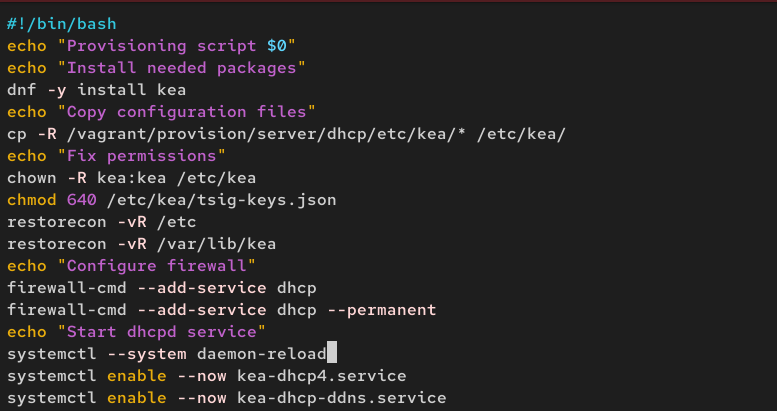 #!/bin/bash
echo "Provisioning script $0"
echo "Install needed packages"
dnf -y install kea
echo "Copy configuration files"
cp -R /vagrant/provision/server/dhcp/etc/kea/* /etc/kea/
echo "Fix permissions"
chown -R kea:kea /etc/kea
chmod 640 /etc/kea/tsig-keys.json
restorecon -vR /etc
restorecon -vR /var/lib/kea
echo "Configure firewall"
firewall-cmd --add-service dhcp
firewall-cmd --add-service dhcp --permanent
echo "Start dhcpd service"
systemctl --system daemon-reload
systemctl enable --now kea-dhcp4.service
systemctl enable --now kea-dhcp-ddns.service